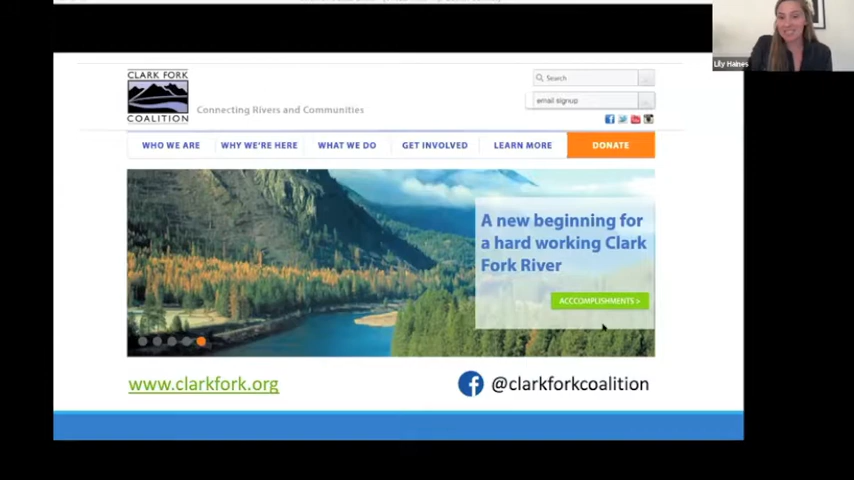 Lily Haines
CLARK FORK
COALITION
Connecting Rivers and Communities
Search
email signup
WHO WE ARE
WHY WE'RE HERE
WHAT WE DO
GET INVOLVED
LEARN MORE
DONATE
A new beginning for
a hard working Clark
Fork River
ACCCOMPLISHMENTS >
www.clarkfork.org
@clarkforkcoalition